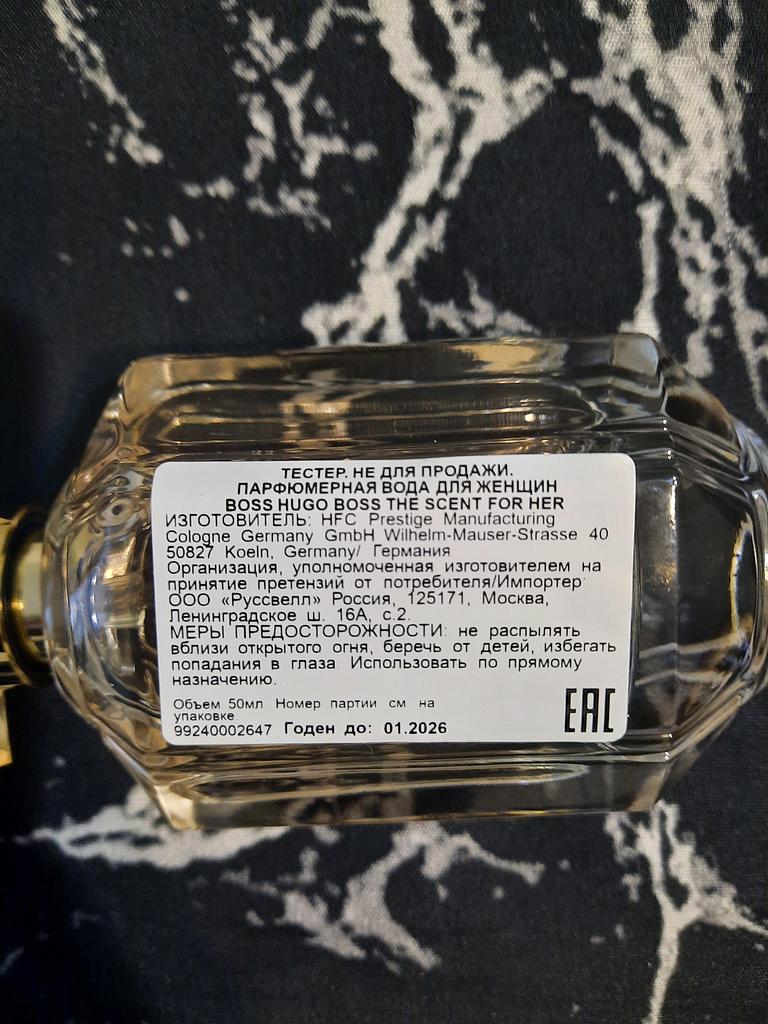 ТЕСТЕР. НЕ ДЛЯ ПРОДАЖИ.
ПАРФЮМЕРНАЯ ВОДА ДЛЯ ЖЕНЩИН
BOSS HUGO BOSS THE SCENT FOR HER
ИЗГОТОВИТЕЛЬ: HFC Prestige Manufacturing
Cologne Germany GmbH Wilhelm-Mauser-Strasse 40
50827 Koeln, Germany/ Германия
Организация, уполномоченная изготовителем на
принятие претензий от потребителя/Импортер:
ООО «Руссвелл» Россия, 125171, Москва,
Ленинградское ш. 16А, с.2.
МЕРЫ ПРЕДОСТОРОЖНОСТИ: не распылять
вблизи открытого огня, беречь от детей, избегать
попадания в глаза. Использовать по прямому
назначению.
Объем 50мл. Номер партии см. на
упаковке.
99240002647 Годен до: 01.2026
EAC